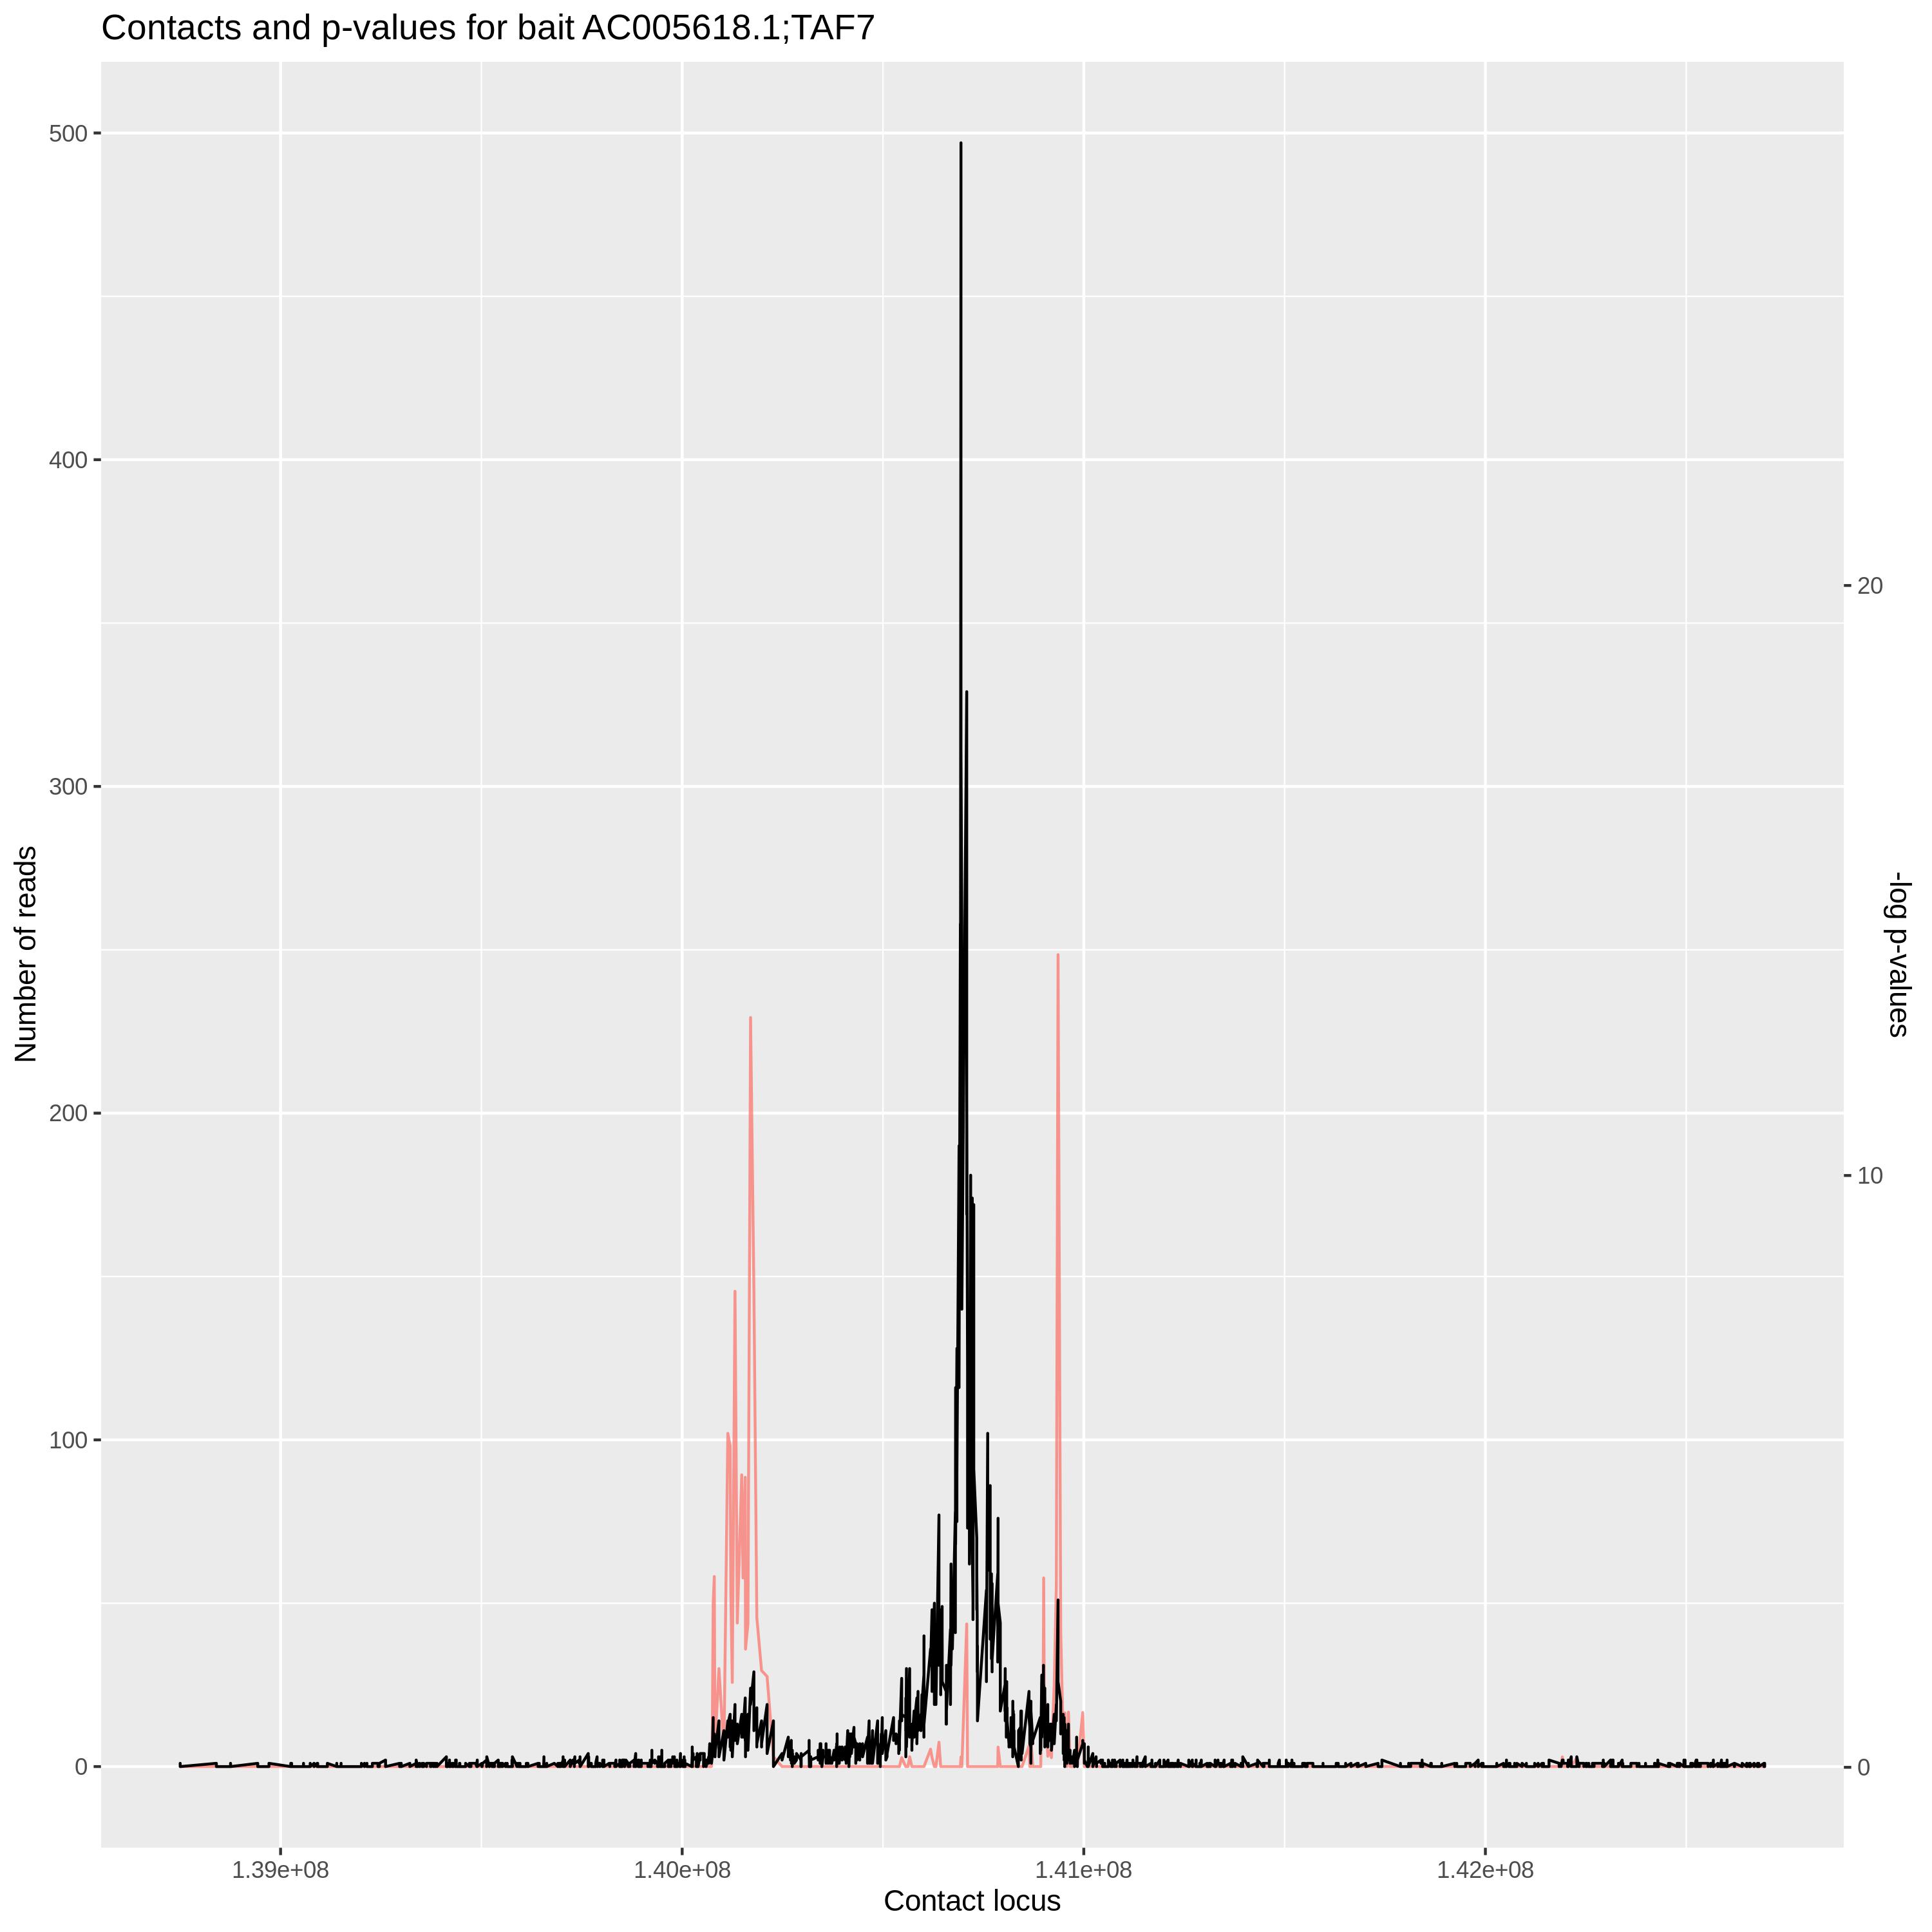 Contacts and p-values for bait AC005618.1;TAF7
500
400
300
200
100
0
Number of reads
20
10
0
-log p-values
1.39e+08
1.40e+08
1.41e+08
1.42e+08
Contact locus